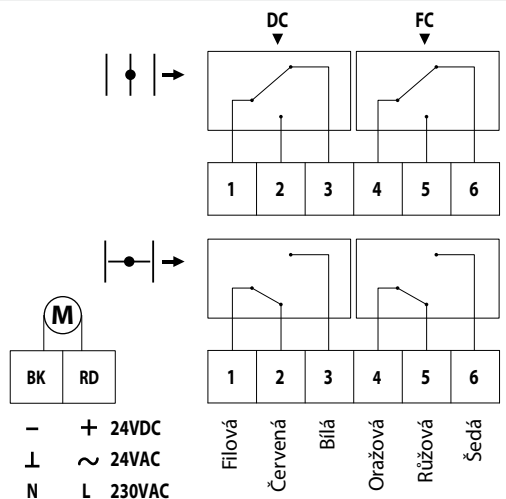 DC FC
1 2 3 4 5 6
M
BK RD
1 2 3 4 5 6
Filová
Červená
Bílá
Oražová
Růžová
Šedá
− + 24VDC
⊥ ~ 24VAC
N L 230VAC